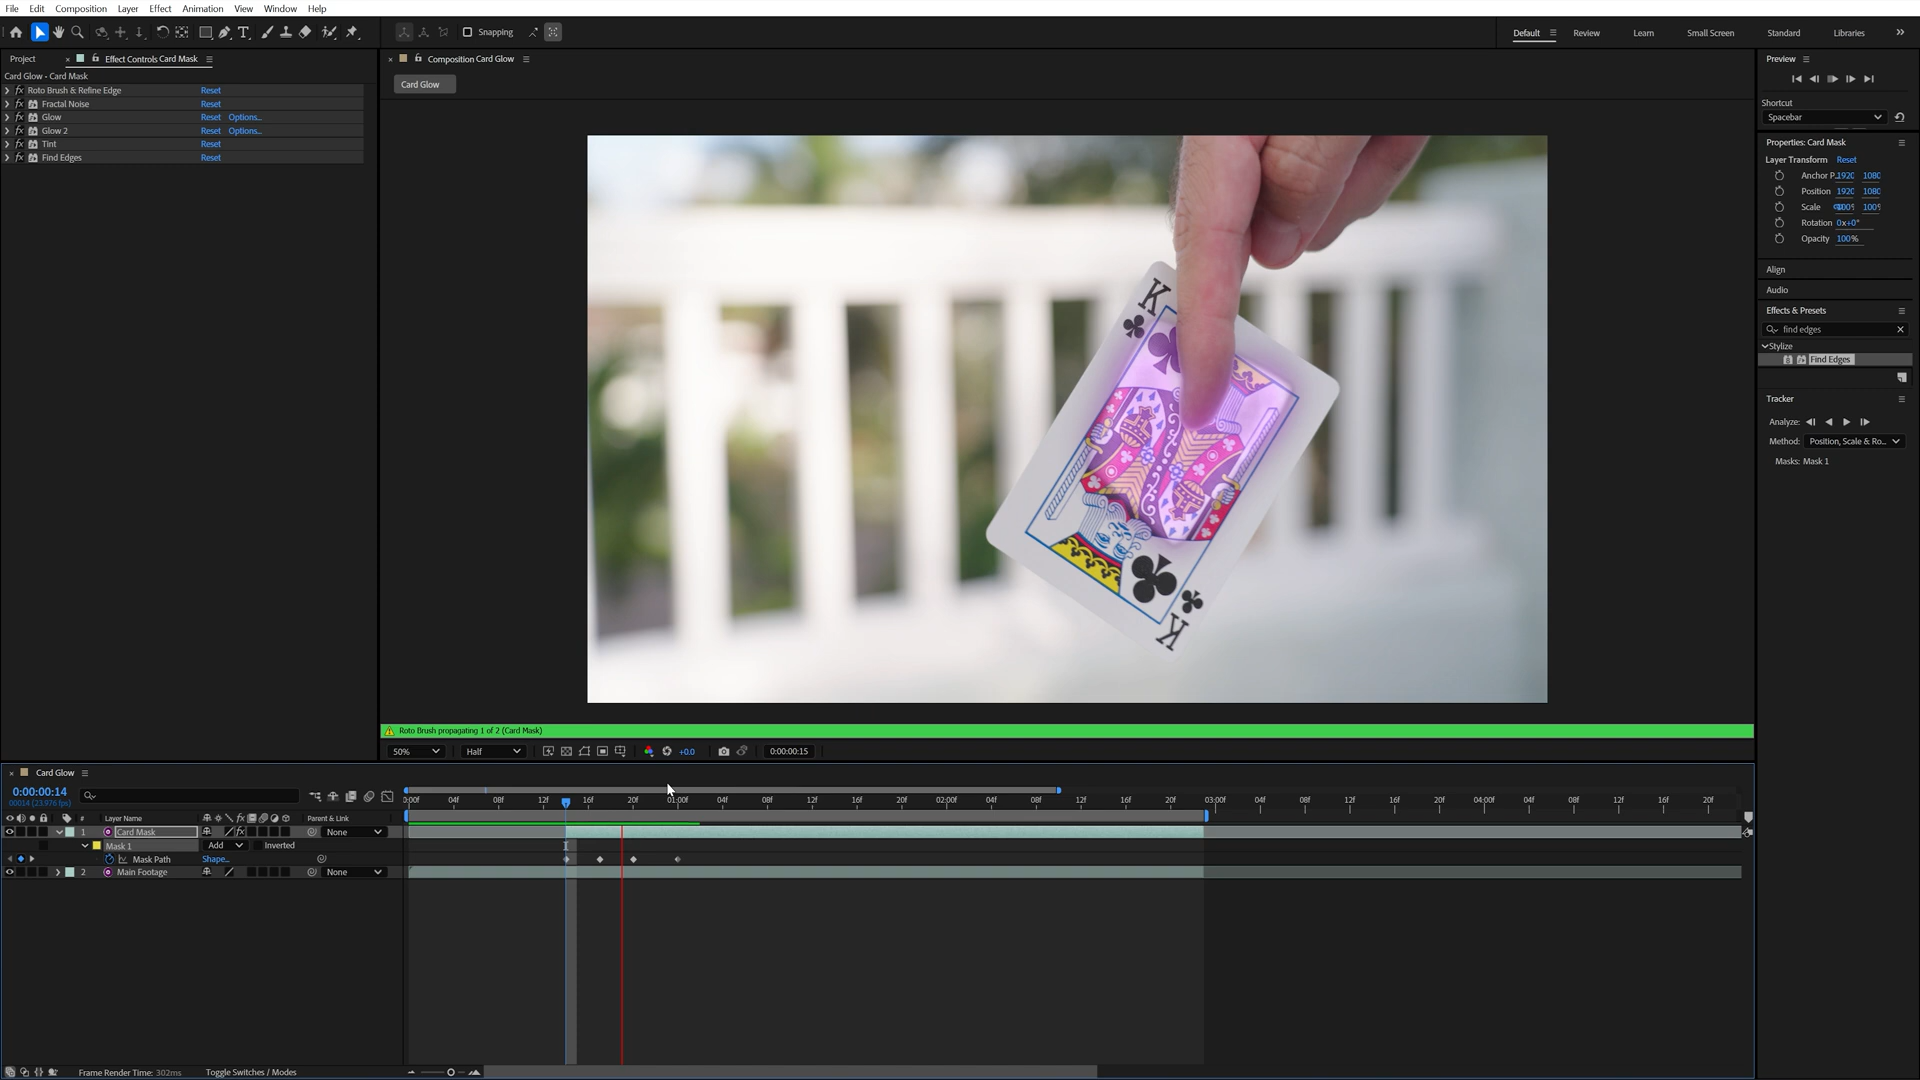 File Edit Composition Layer Effect Animation View Window Help
Snapping
Default Review Learn Small Screen Standard Libraries
Project Effect Controls Card Mask
Card Glow • Card Mask
fx Roto Brush & Refine Edge Reset
fx Fractal Noise Reset
fx Glow Reset Options...
fx Glow 2 Reset Options...
fx Tint Reset
fx Find Edges Reset
Composition Card Glow
Card Glow
K
K
Roto Brush propagating 1 of 2 (Card Mask)
50% Half +0.0 0:00:00:15
Preview
Shortcut
Spacebar
Properties: Card Mask
Layer Transform Reset
Anchor P. 1920 1080
Position 1920 1080
Scale 100% 100%
Rotation 0x+0°
Opacity 100%
Align
Audio
Effects & Presets
find edges
Stylize
Find Edges
Tracker
Analyze:
Method: Position, Scale & Ro...
Masks: Mask 1
Card Glow
0:00:00:14
00014 (23.976 fps)
0:00f 04f 08f 12f 16f 20f 01:00f 04f 08f 12f 16f 20f 02:00f 04f 08f 12f 16f 20f 03:00f 04f 08f 12f 16f 20f 04:00f 04f 08f 12f 16f 20f
# Layer Name fx Parent & Link
1 Card Mask fx None
Mask 1 Add Inverted
Mask Path Shape...
2 Main Footage None
Frame Render Time: 302ms Toggle Switches / Modes